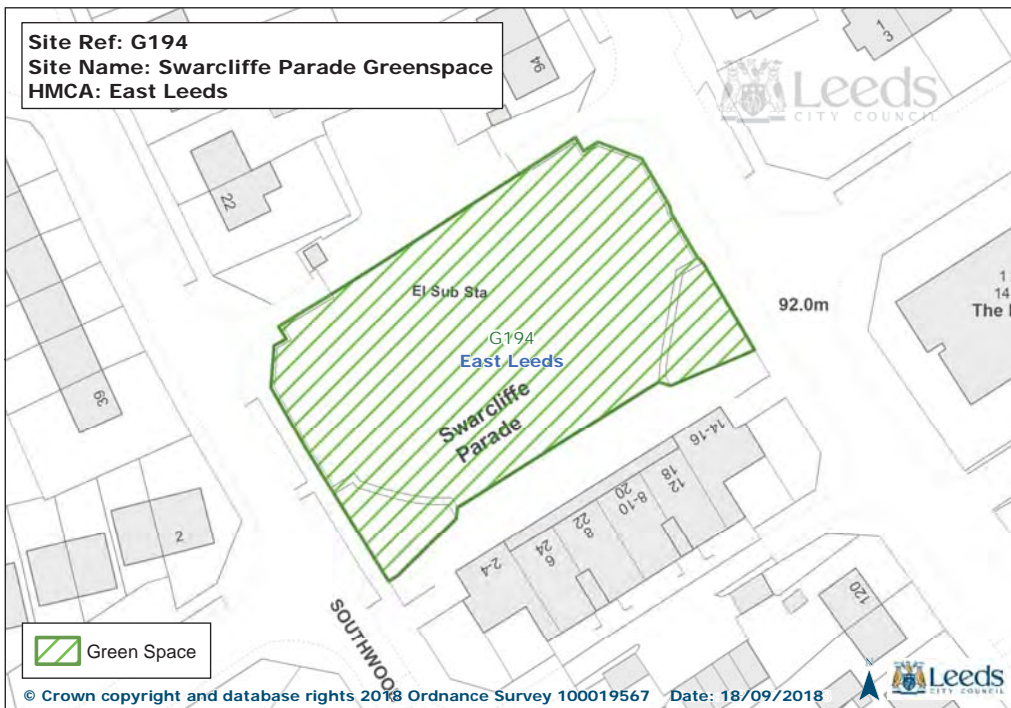 Site Ref: G194
Site Name: Swarcliffe Parade Greenspace
HMCA: East Leeds
94
1
3
Leeds
CITY COUNCIL
22
El Sub Sta
92.0m
1
14
The
G194
East Leeds
39
Swarcliffe
Parade
14-16
12
18
8-10
20
8
22
6
24
2-4
2
120
SOUTHWOO
Green Space
N
Leeds
CITY COUNCIL
© Crown copyright and database rights 2018 Ordnance Survey 100019567 Date: 18/09/2018